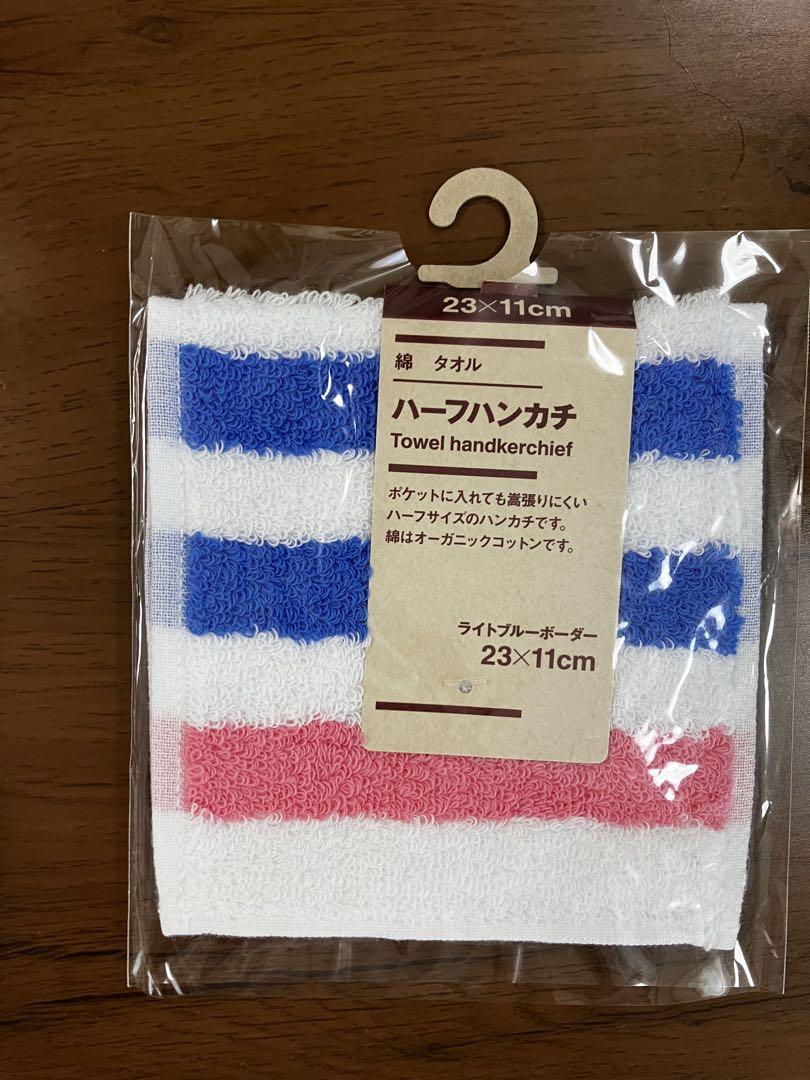 23×11cm
綿 タオル
ハーフハンカチ
Towel handkerchief
ポケットに入れても嵩張りにくい
ハーフサイズのハンカチです。
綿はオーガニックコットンです。
ライトブルーボーダー
23×11cm